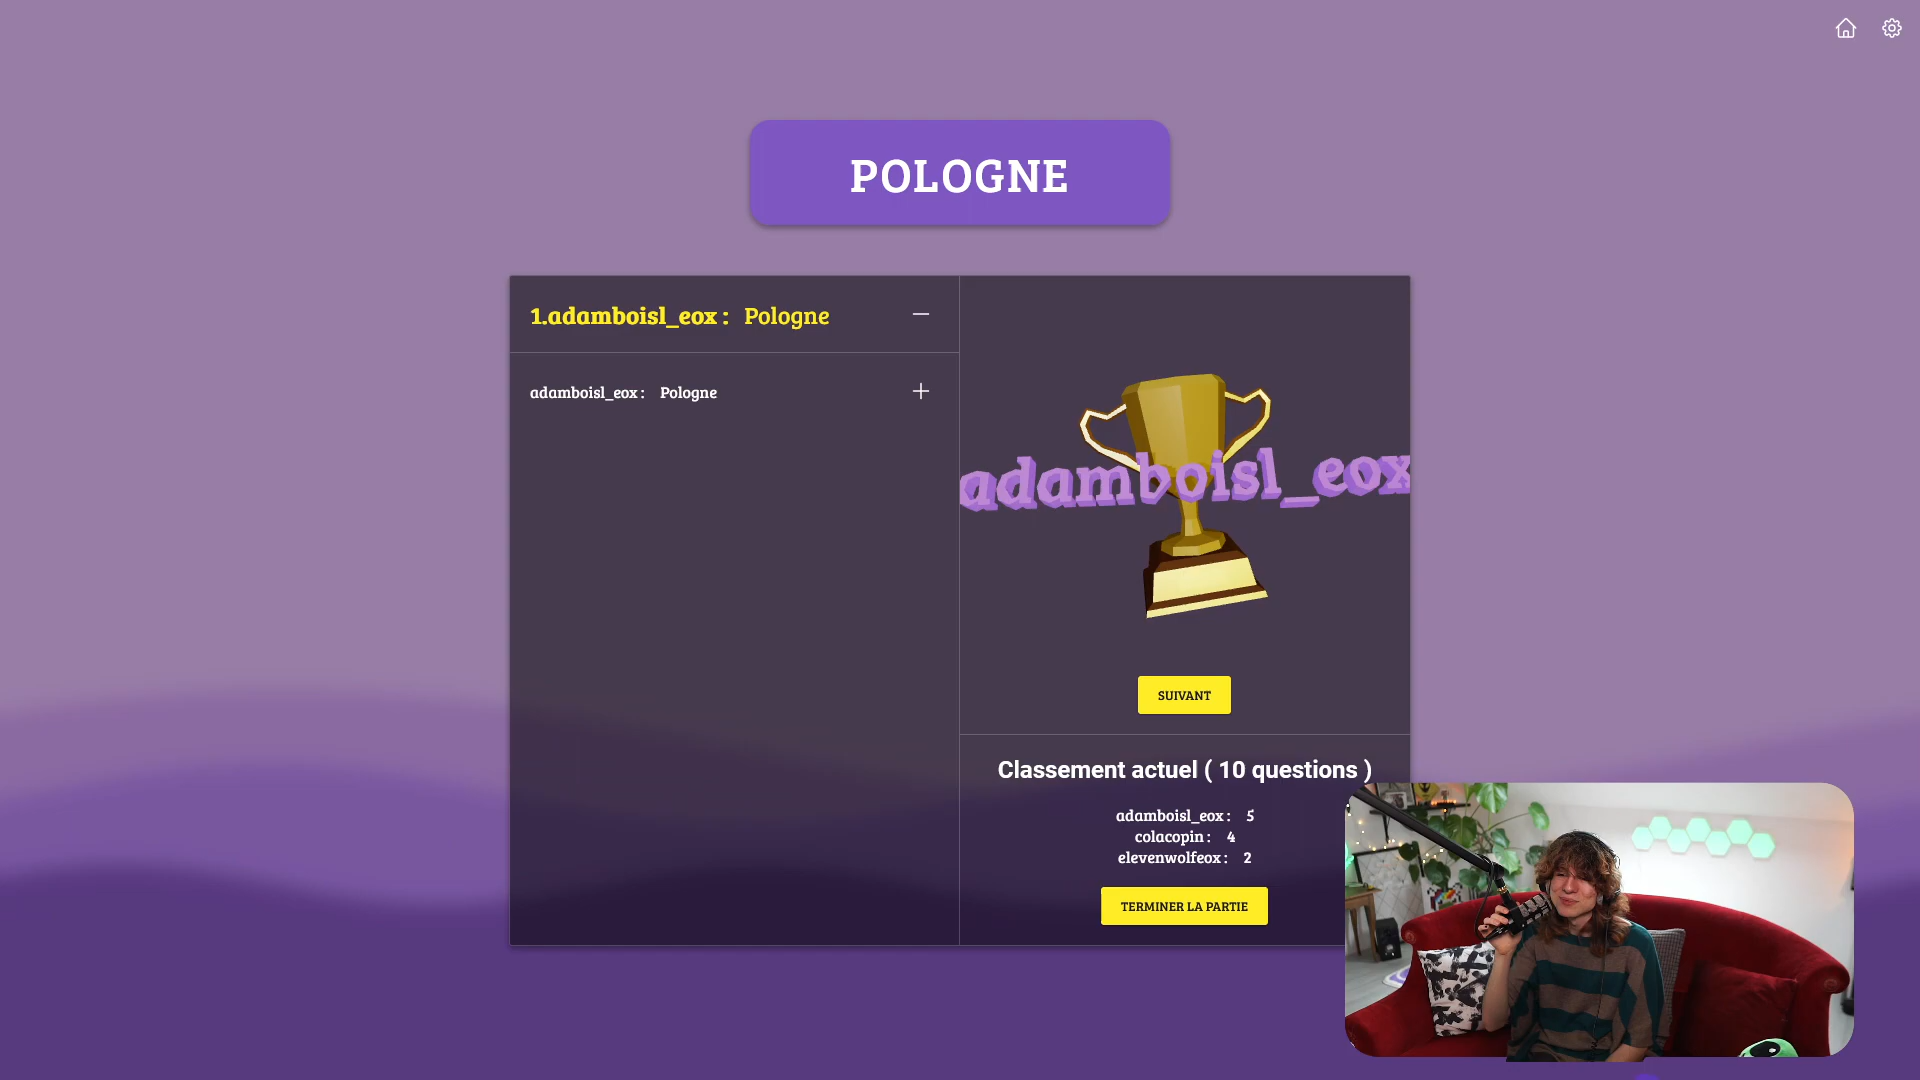 POLOGNE
1.adamboisl_eox : Pologne
adamboisl_eox : Pologne
adamboisl_eox
SUIVANT
Classement actuel ( 10 questions )
adamboisl_eox : 5
colacopin : 4
elevenwolfeox : 2
TERMINER LA PARTIE